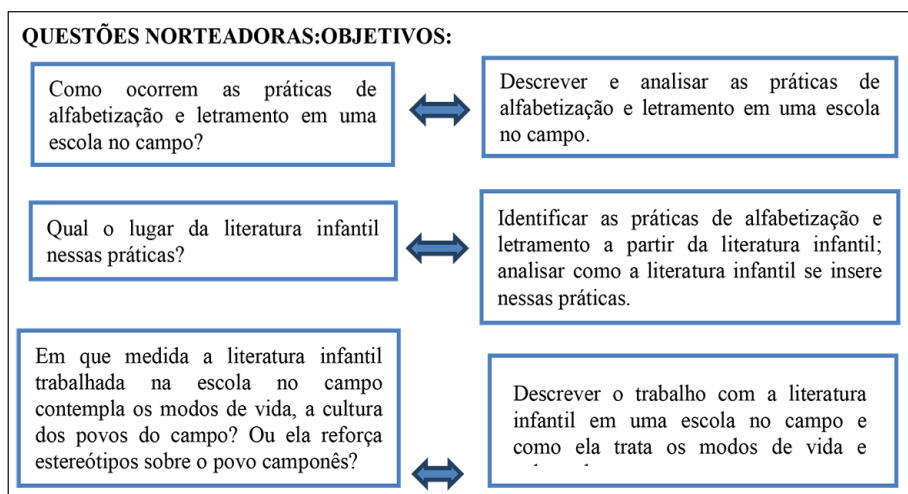 QUESTÕES NORTEADORAS:OBJETIVOS:
Como ocorrem as práticas de
alfabetização e letramento em uma
escola no campo?
Descrever e analisar as práticas de
alfabetização e letramento em uma escola
no campo.
Qual o lugar da literatura infantil
nessas práticas?
Identificar as práticas de alfabetização e
letramento a partir da literatura infantil;
analisar como a literatura infantil se insere
nessas práticas.
Em que medida a literatura infantil
trabalhada na escola no campo
contempla os modos de vida, a cultura
dos povos do campo? Ou ela reforça
estereótipos sobre o povo camponês?
Descrever o trabalho com a literatura
infantil em uma escola no campo e
como ela trata os modos de vida e